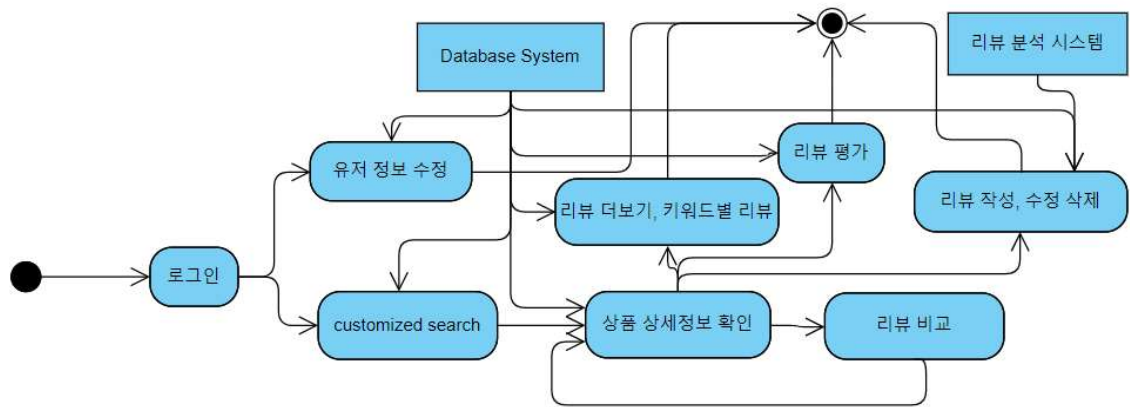 Database System
리뷰 분석 시스템
유저 정보 수정
리뷰 평가
리뷰 더보기, 키워드별 리뷰
리뷰 작성, 수정 삭제
로그인
customized search
상품 상세정보 확인
리뷰 비교